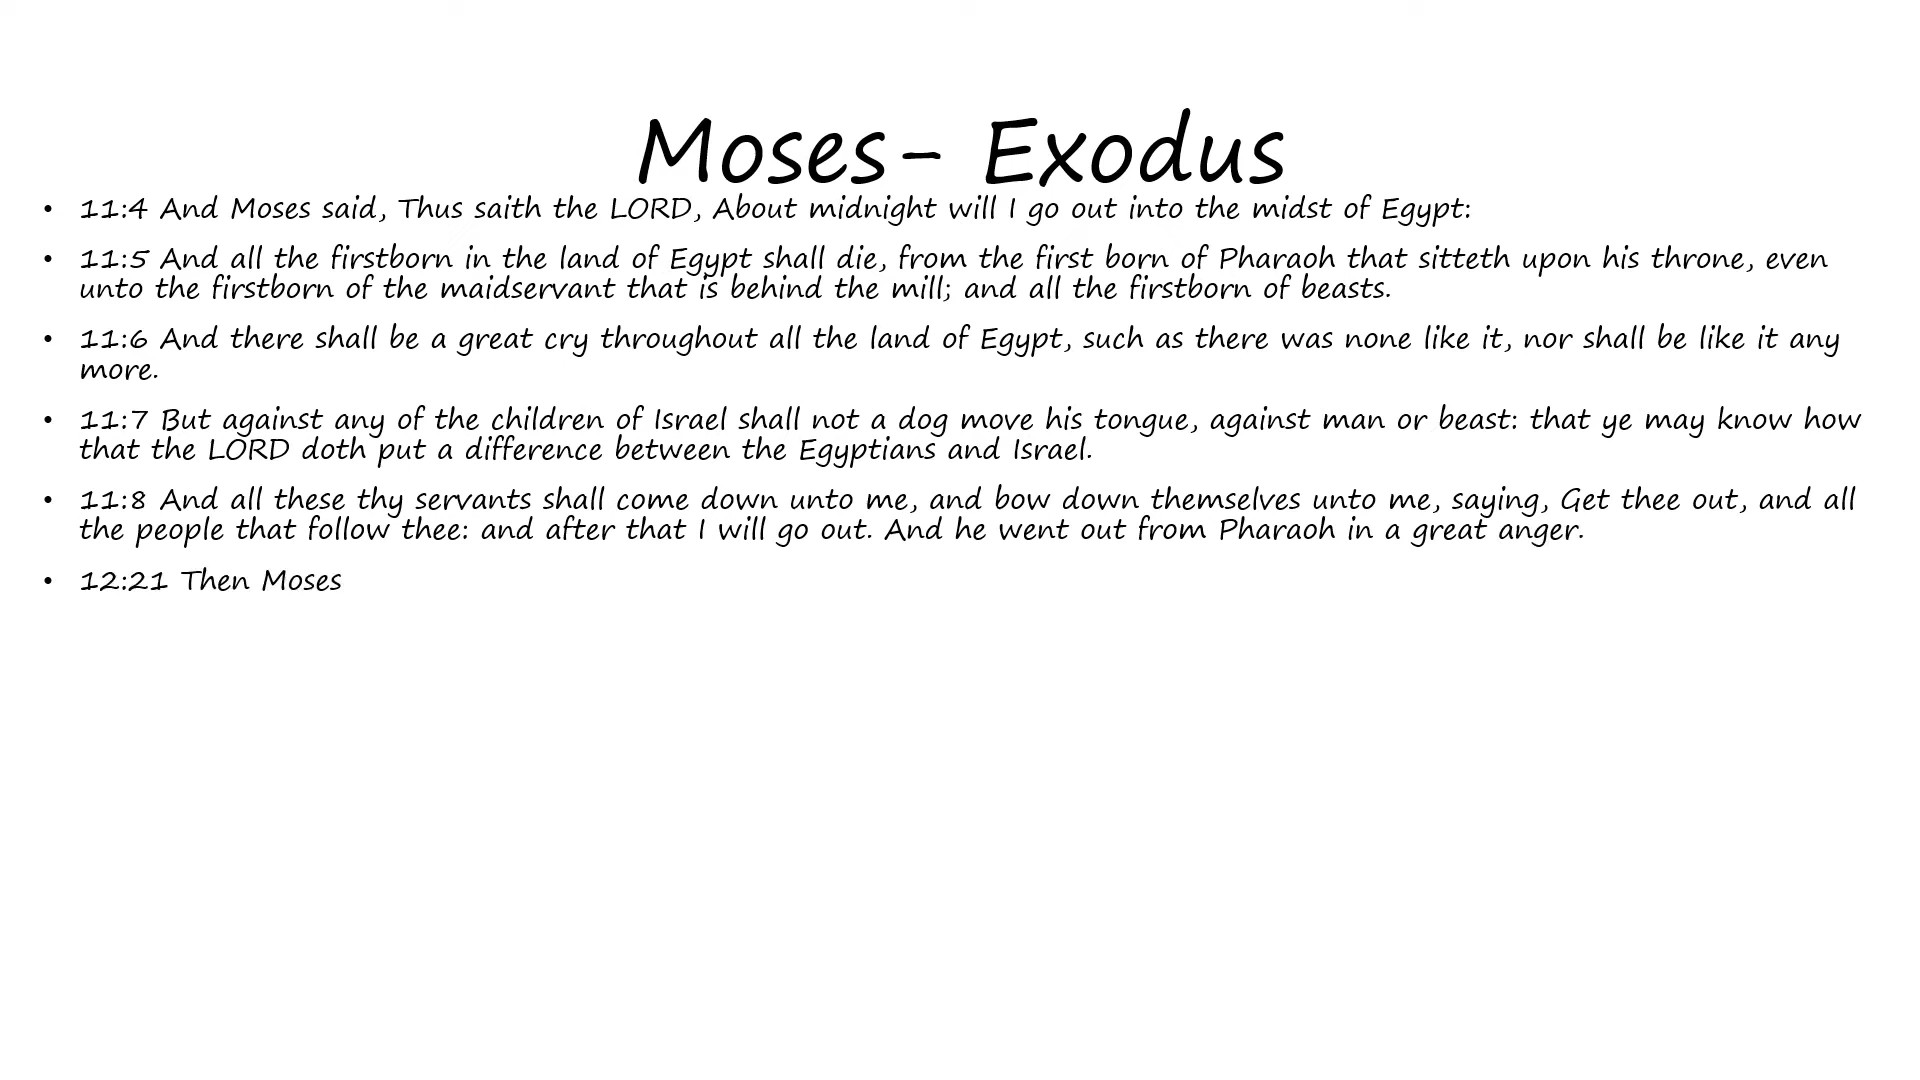 Moses- Exodus
• 11:4 And Moses said, Thus saith the LORD, About midnight will I go out into the midst of Egypt:
• 11:5 And all the firstborn in the land of Egypt shall die, from the first born of Pharaoh that sitteth upon his throne, even
unto the firstborn of the maidservant that is behind the mill; and all the firstborn of beasts.
• 11:6 And there shall be a great cry throughout all the land of Egypt, such as there was none like it, nor shall be like it any
more.
• 11:7 But against any of the children of Israel shall not a dog move his tongue, against man or beast: that ye may know how
that the LORD doth put a difference between the Egyptians and Israel.
• 11:8 And all these thy servants shall come down unto me, and bow down themselves unto me, saying, Get thee out, and all
the people that follow thee: and after that I will go out. And he went out from Pharaoh in a great anger.
• 12:21 Then Moses